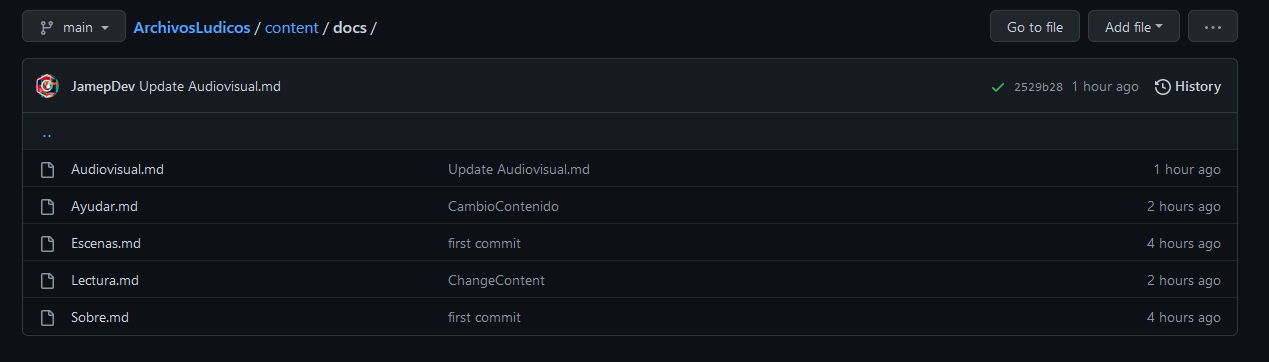 main ArchivosLudicos / content / docs / Go to file Add file ...
JamepDev Update Audiovisual.md 2529b28 1 hour ago History
..
Audiovisual.md Update Audiovisual.md 1 hour ago
Ayudar.md CambioContenido 2 hours ago
Escenas.md first commit 4 hours ago
Lectura.md ChangeContent 2 hours ago
Sobre.md first commit 4 hours ago